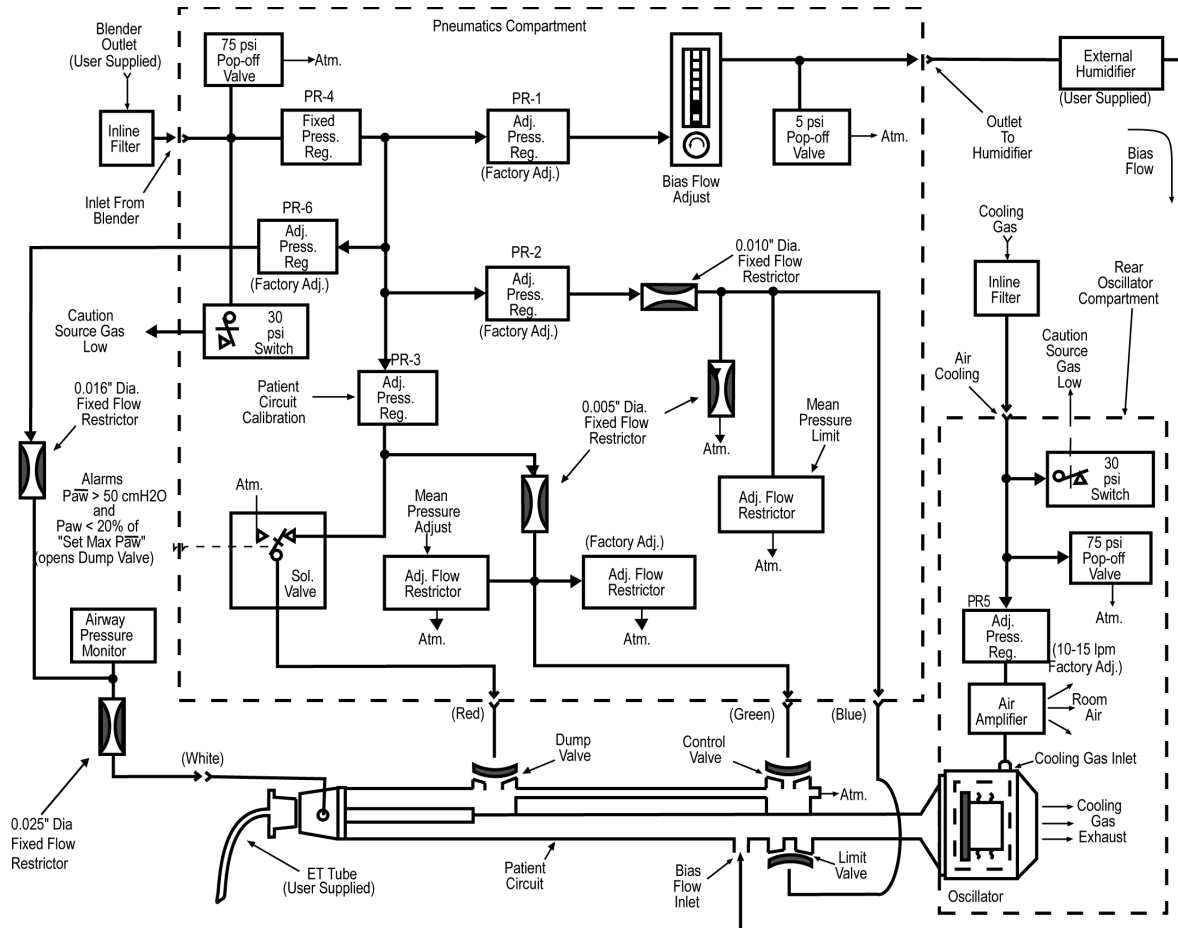 Pneumatics Compartment
Blender
Outlet
(User Supplied)
75 psi
Pop-off
Valve
Atm.
Inline
Filter
PR-4
Fixed
Press.
Reg.
PR-1
Adj.
Press.
Reg.
(Factory Adj.)
Bias Flow
Adjust
5 psi
Pop-off
Valve
Atm.
Outlet
To
Humidifier
External
Humidifier
(User Supplied)
Bias
Flow
Inlet From
Blender
PR-6
Adj.
Press.
Reg
(Factory Adj.)
PR-2
Adj.
Press.
Reg.
(Factory Adj.)
0.010" Dia.
Fixed Flow
Restrictor
Cooling
Gas
Inline
Filter
Rear
Oscillator
Compartment
Caution
Source Gas
Low
30
psi
Switch
PR-3
Adj.
Press.
Reg.
Patient
Circuit
Calibration
0.016" Dia.
Fixed Flow
Restrictor
0.005" Dia.
Fixed Flow
Restrictor
Atm.
Mean
Pressure
Limit
Air
Cooling
Caution
Source
Gas
Low
30
psi
Switch
Alarms
Paw > 50 cmH2O
and
Paw < 20% of
"Set Max Paw"
(opens Dump Valve)
Atm.
Sol.
Valve
Mean
Pressure
Adjust
Adj. Flow
Restrictor
Atm.
(Factory Adj.)
Adj. Flow
Restrictor
Atm.
Adj. Flow
Restrictor
Atm.
75 psi
Pop-off
Valve
Atm.
PR5
Adj.
Press.
Reg.
(10-15 lpm
Factory Adj.)
Airway
Pressure
Monitor
Air
Amplifier
Room
Air
(White)
(Red)
(Green)
(Blue)
Dump
Valve
Control
Valve
Atm.
Cooling Gas Inlet
Cooling
Gas
Exhaust
0.025" Dia
Fixed Flow
Restrictor
ET Tube
(User Supplied)
Patient
Circuit
Bias
Flow
Inlet
Limit
Valve
Oscillator